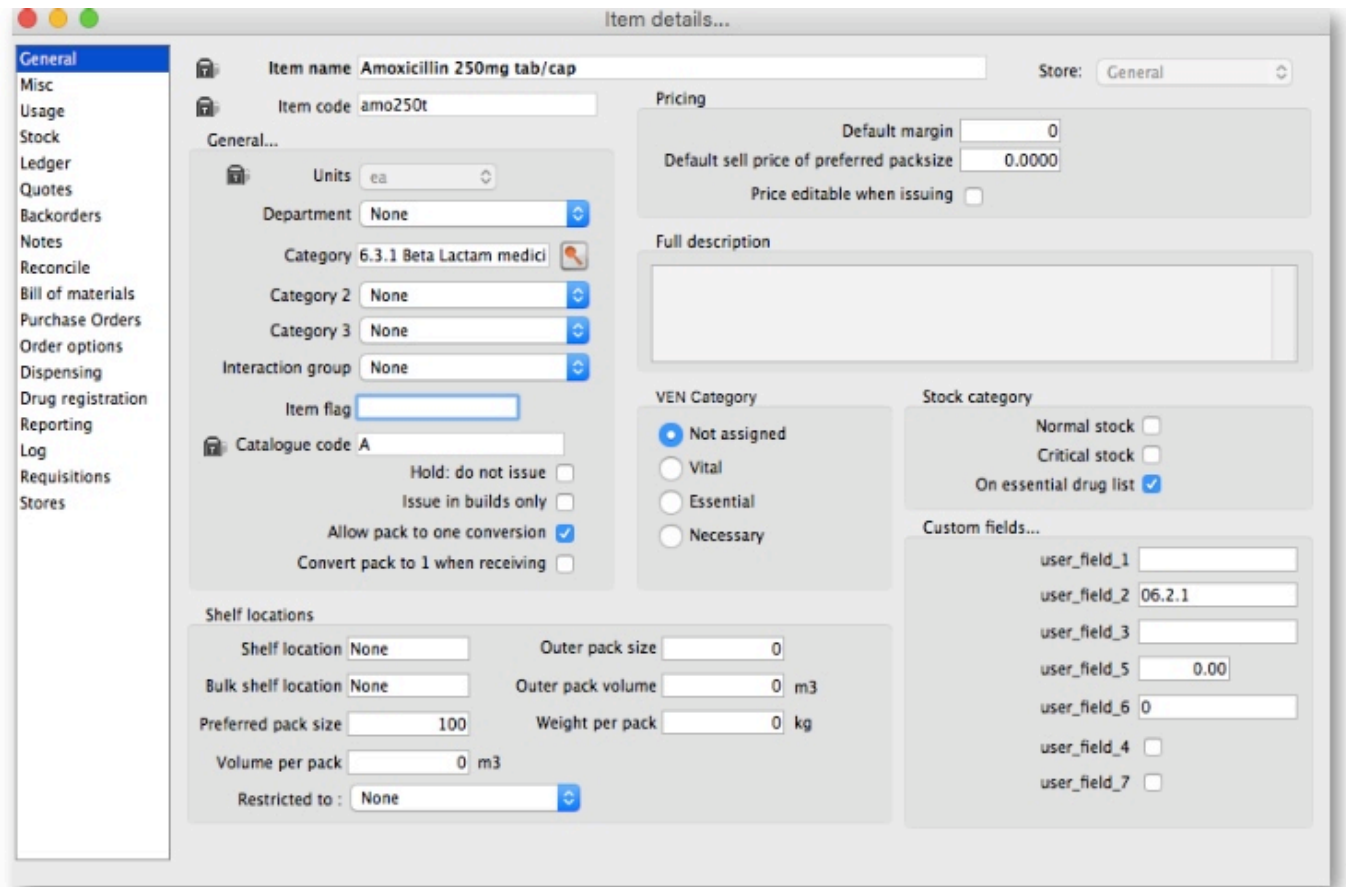 Item details...
General
Misc
Usage
Stock
Ledger
Quotes
Backorders
Notes
Reconcile
Bill of materials
Purchase Orders
Order options
Dispensing
Drug registration
Reporting
Log
Requisitions
Stores
Item name Amoxicillin 250mg tab/cap
Store: General
Item code amo250t
General...
Units ea
Department None
Category 6.3.1 Beta Lactam medici
Category 2 None
Category 3 None
Interaction group None
Item flag
Catalogue code A
Hold: do not issue
Issue in builds only
Allow pack to one conversion
Convert pack to 1 when receiving
Pricing
Default margin 0
Default sell price of preferred packsize 0.0000
Price editable when issuing
Full description
VEN Category
Not assigned
Vital
Essential
Necessary
Stock category
Normal stock
Critical stock
On essential drug list
Custom fields...
user_field_1
user_field_2 06.2.1
user_field_3
user_field_5 0.00
user_field_6 0
user_field_4
user_field_7
Shelf locations
Shelf location None
Bulk shelf location None
Preferred pack size 100
Volume per pack 0 m3
Restricted to : None
Outer pack size 0
Outer pack volume 0 m3
Weight per pack 0 kg